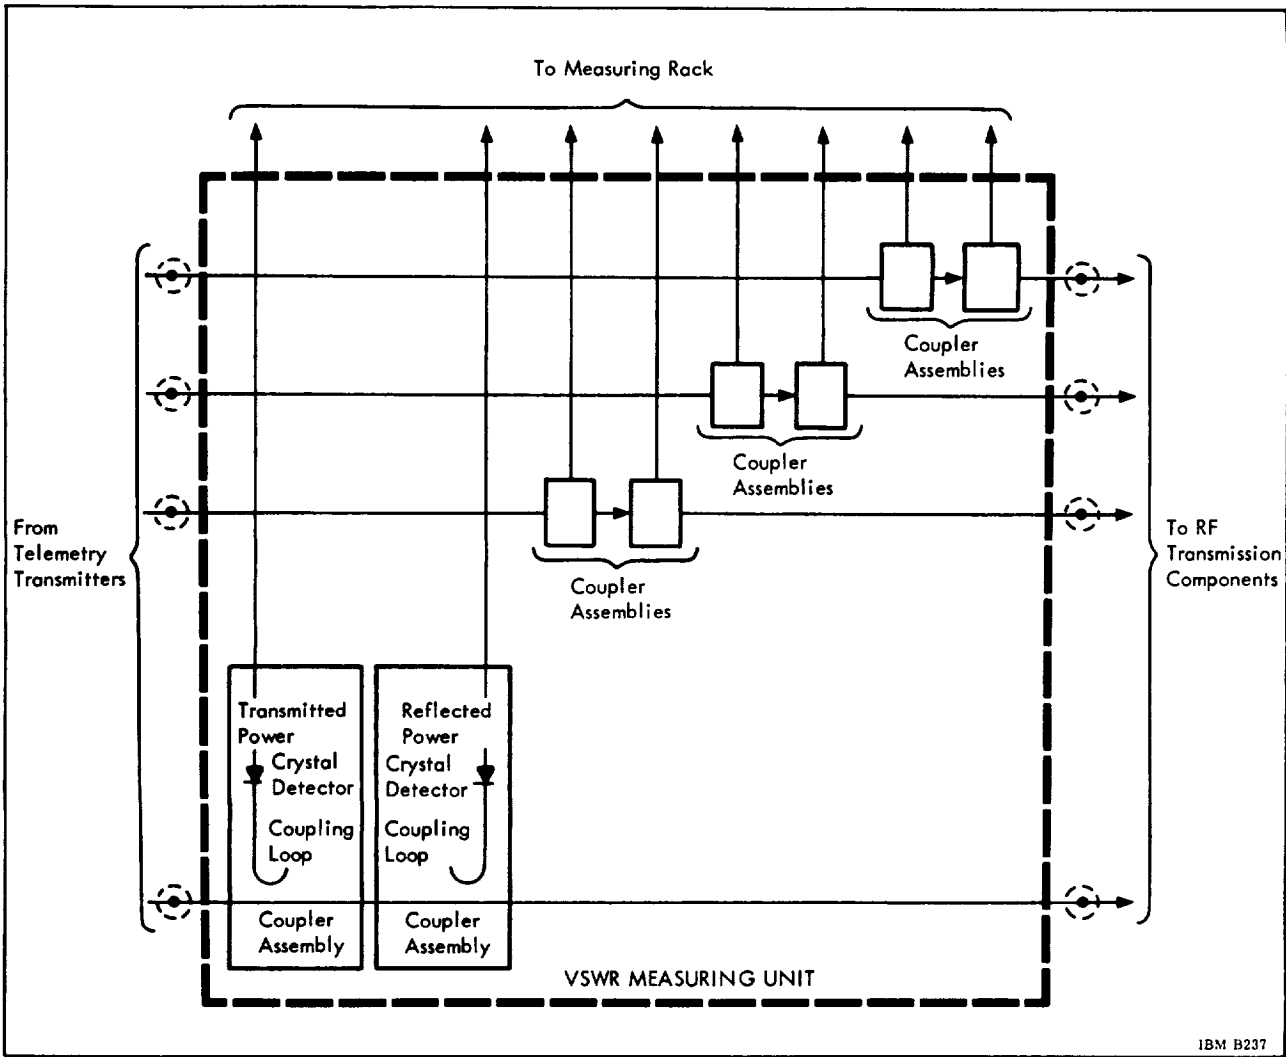 To Measuring Rack
Coupler
Assemblies
Coupler
Assemblies
Coupler
Assemblies
From
Telemetry
Transmitters
To RF
Transmission
Components
Transmitted
Power
Crystal
Detector
Coupling
Loop
Coupler
Assembly
Reflected
Power
Crystal
Detector
Coupling
Loop
Coupler
Assembly
VSWR MEASURING UNIT
IBM B237